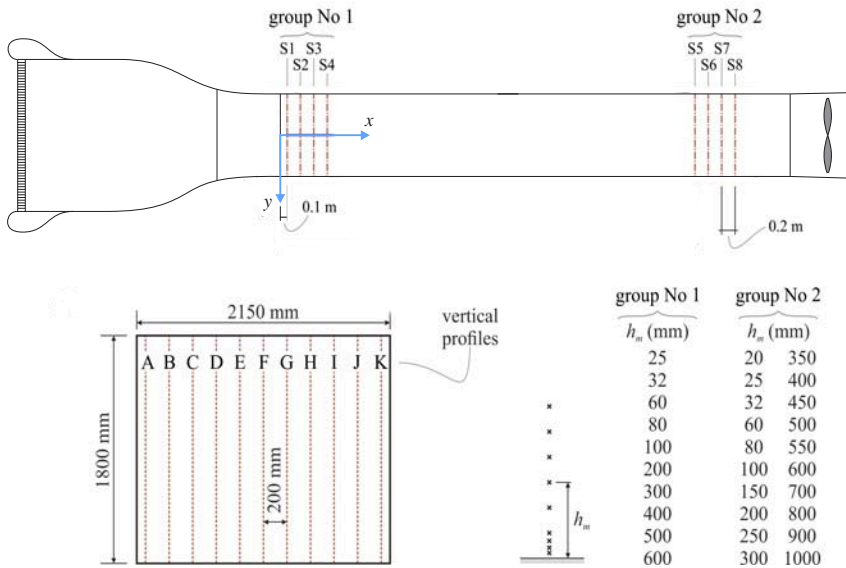 group No 1
group No 2
S1 S3
S2 S4
S5 S7
S6 S8
x
y
0.1 m
0.2 m
2150 mm
vertical
profiles
A B C D E F G H I J K
1800 mm
200 mm
hm
group No 1
group No 2
hm (mm)
hm (mm)
25 20 350
32 25 400
60 32 450
80 60 500
100 80 550
200 100 600
300 150 700
400 200 800
500 250 900
600 300 1000